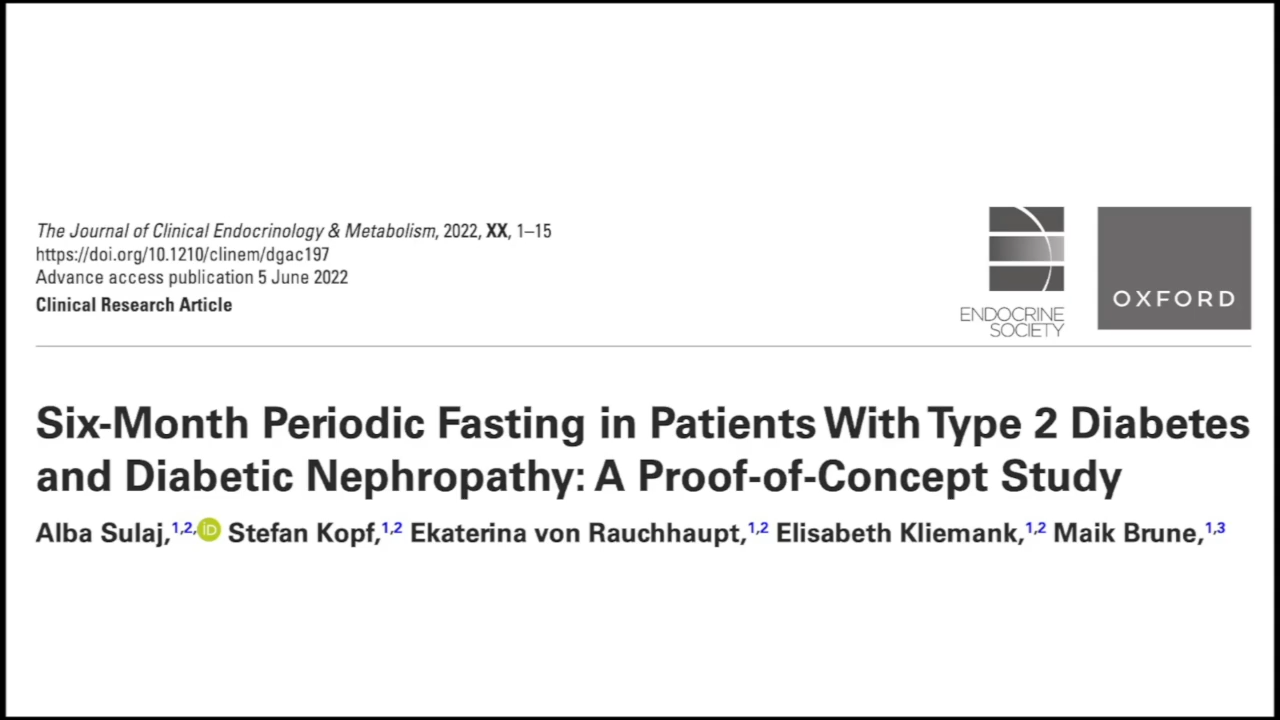 The Journal of Clinical Endocrinology & Metabolism, 2022, XX, 1–15
https://doi.org/10.1210/clinem/dgac197
Advance access publication 5 June 2022
Clinical Research Article
ENDOCRINE
SOCIETY
OXFORD
Six-Month Periodic Fasting in Patients With Type 2 Diabetes
and Diabetic Nephropathy: A Proof-of-Concept Study
Alba Sulaj,1,2, iD Stefan Kopf,1,2 Ekaterina von Rauchhaupt,1,2 Elisabeth Kliemank,1,2 Maik Brune,1,3